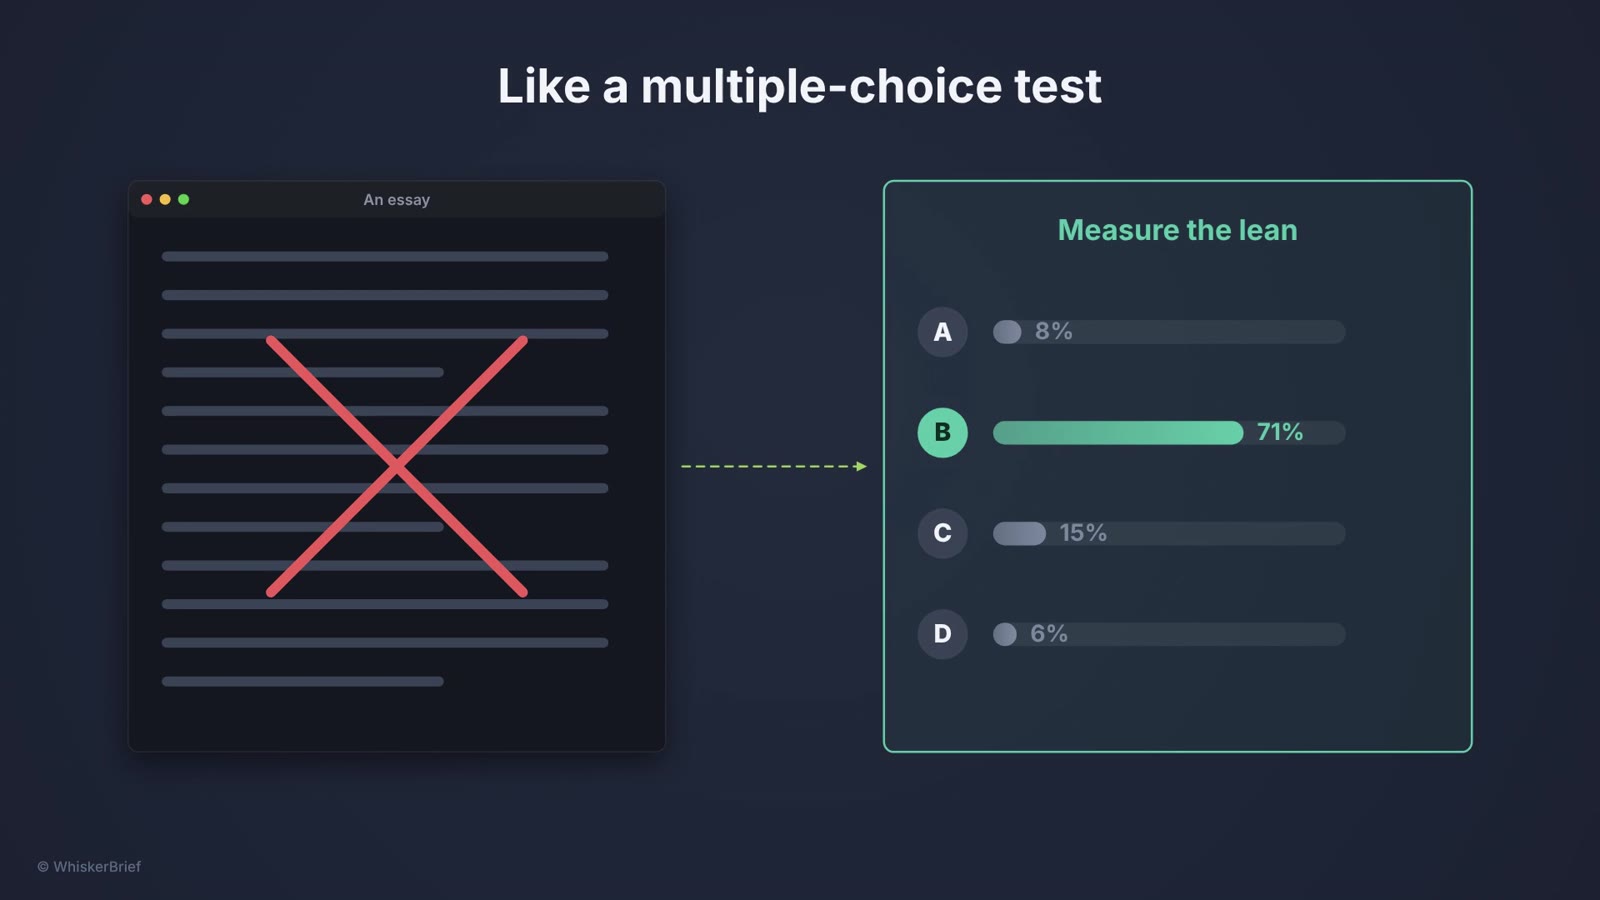 Like a multiple-choice test
An essay
Measure the lean
A 8%
B 71%
C 15%
D 6%
© WhiskerBrief